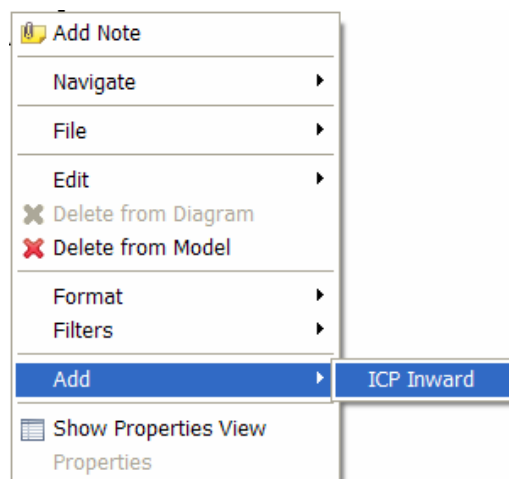 Add Note
Navigate
File
Edit
Delete from Diagram
Delete from Model
Format
Filters
Add
ICP Inward
Show Properties View
Properties